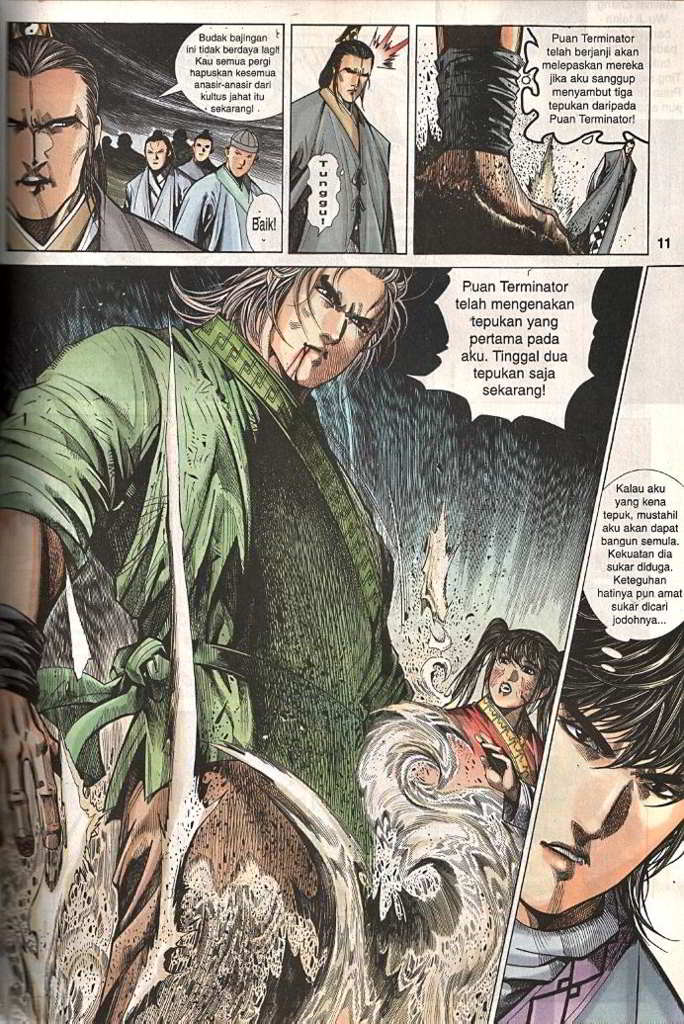 Budak bajingan
ini tidak berdaya lagi!
Kau semua pergi
hapuskan kesemua
anasir-anasir dari
kultus jahat itu
sekarang!
Baik!
Tunggu!
Puan Terminator
telah berjanji akan
melepaskan mereka
jika aku sanggup
menyambut tiga
tepukan daripada
Puan Terminator!
11
Puan Terminator
telah mengenakan
tepukan yang
pertama pada
aku. Tinggal dua
tepukan saja
sekarang!
Kalau aku
yang kena
tepuk, mustahil
aku akan dapat
bangun semula.
Kekuatan dia
sukar diduga.
Keteguhan
hatinya pun amat
sukar dicari
jodohnya...